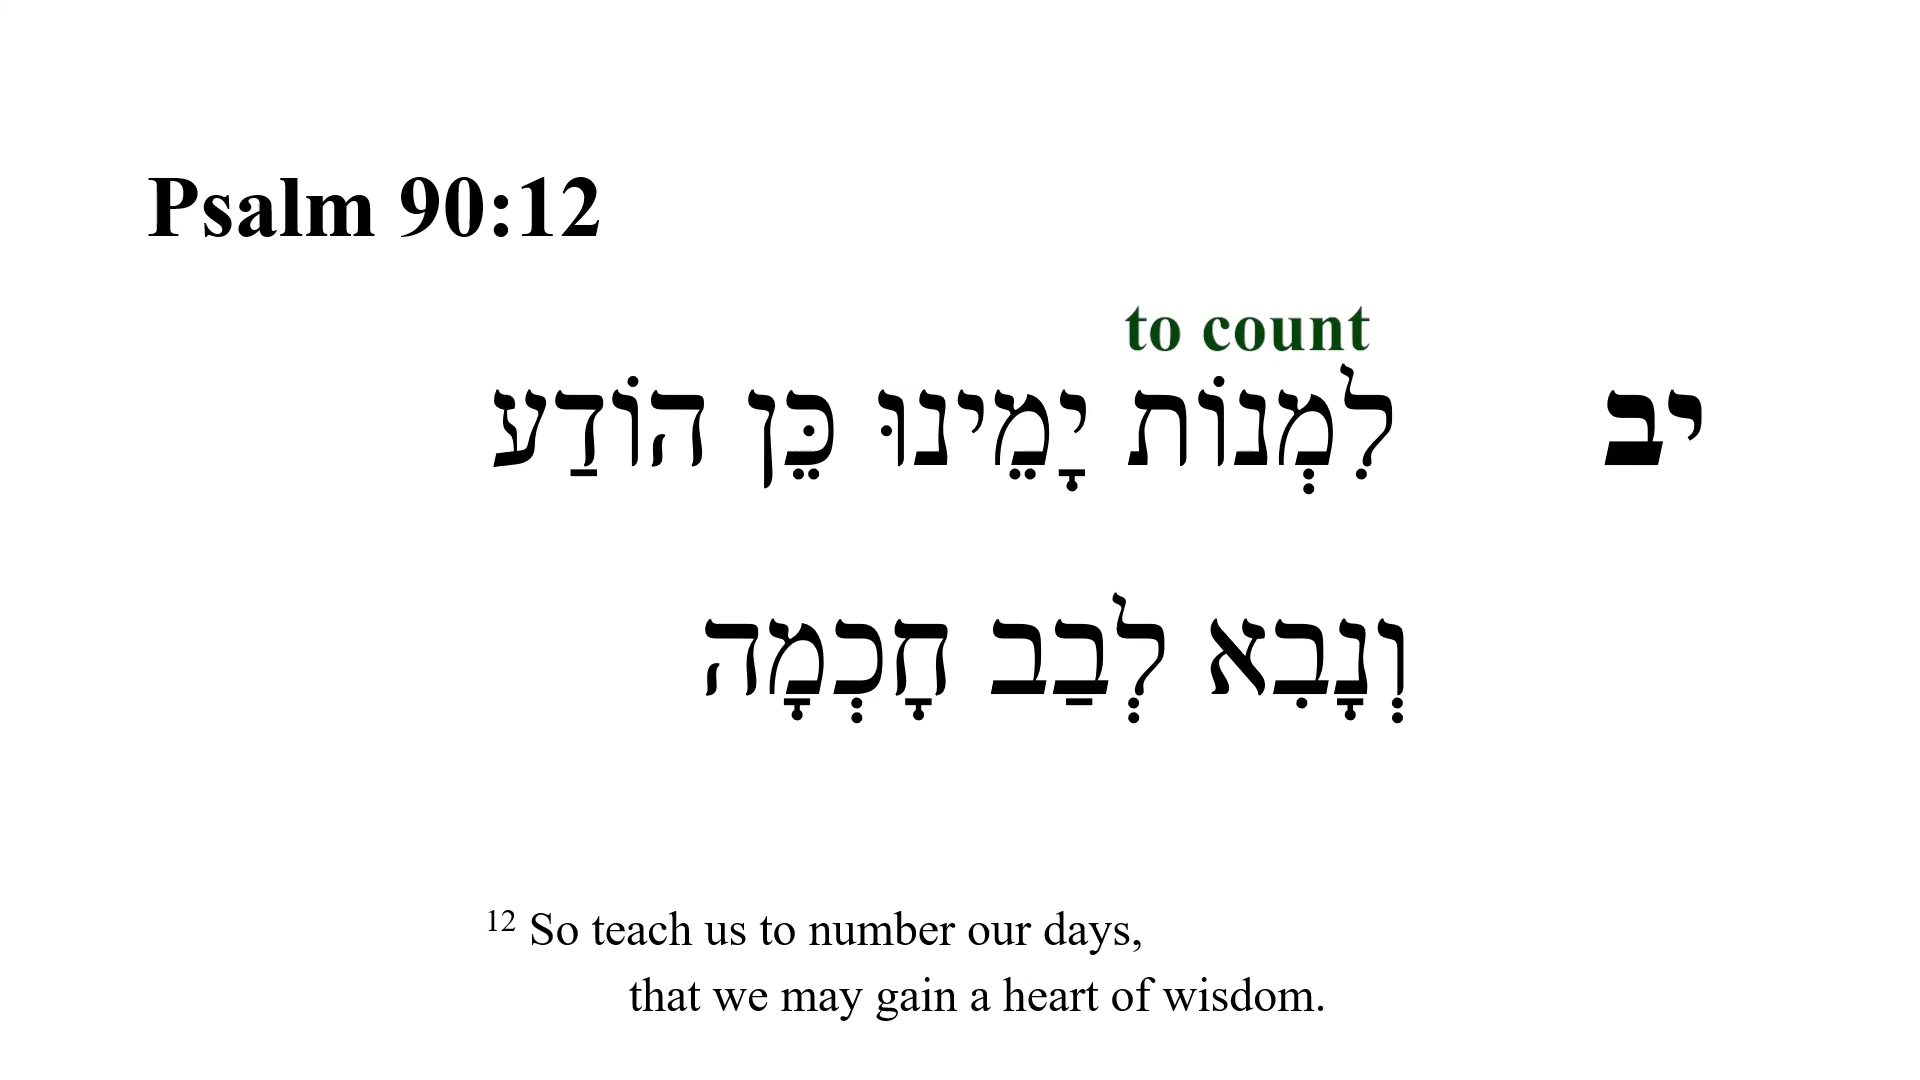 Psalm 90:12
to count
יב לִמְנוֹת יָמֵינוּ כֵּן הוֹדַע
וְנָבִא לְבַב חָכְמָה
12 So teach us to number our days,
that we may gain a heart of wisdom.